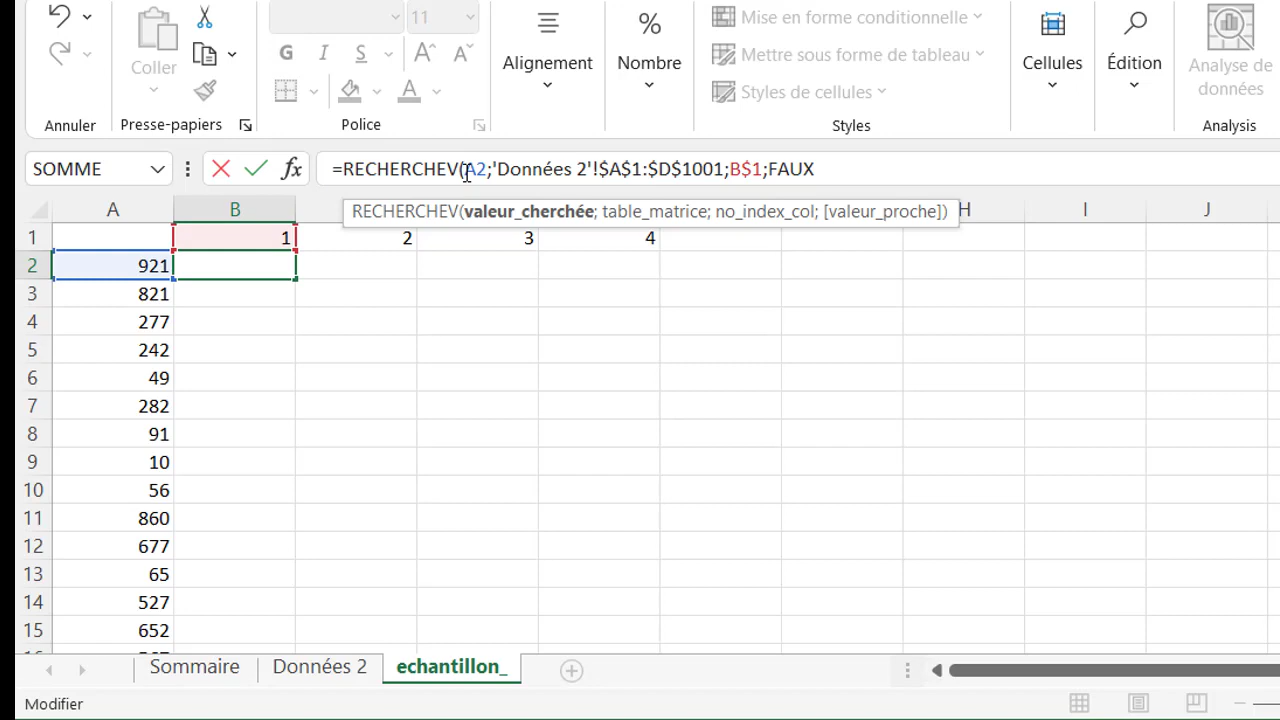 11
Mise en forme conditionnelle
Coller
G I S A A
Alignement
Nombre
%
Mettre sous forme de tableau
Cellules
Édition
Analyse de
données
A
Styles de cellules
Annuler
Presse-papiers
Police
Styles
Analysis
SOMME
fx
=RECHERCHEV(A2;'Données 2'!$A$1:$D$1001;B$1;FAUX
RECHERCHEV(valeur_cherchée; table_matrice; no_index_col; [valeur_proche])
A B H I J
1 1 2 3 4
2 921
3 821
4 277
5 242
6 49
7 282
8 91
9 10
10 56
11 860
12 677
13 65
14 527
15 652
Sommaire
Données 2
echantillon_
Modifier